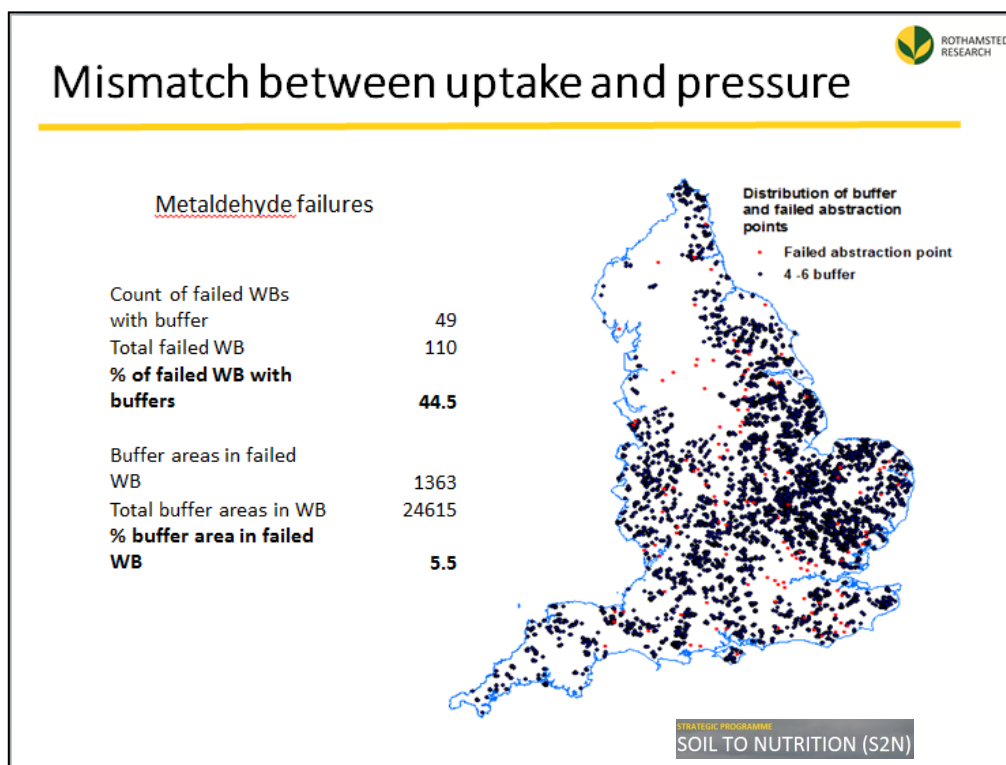 ROTHAMSTED
RESEARCH
Mismatch between uptake and pressure
Metaldehyde failures
Count of failed WBs
with buffer 49
Total failed WB 110
% of failed WB with
buffers 44.5
Buffer areas in failed
WB 1363
Total buffer areas in WB 24615
% buffer area in failed
WB 5.5
Distribution of buffer
and failed abstraction
points
Failed abstraction point
4 -6 buffer
STRATEGIC PROGRAMME
SOIL TO NUTRITION (S2N)